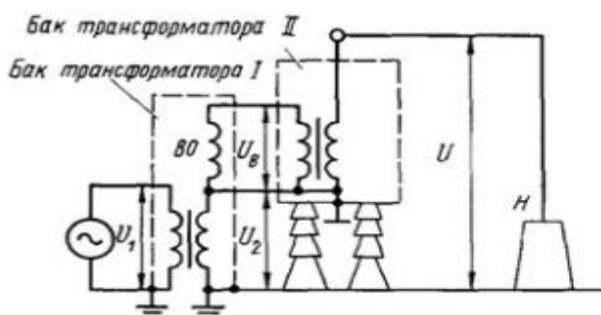 Бак трансформатора II
Бак трансформатора I
ВО
U_В
U
Н
U_1
U_2